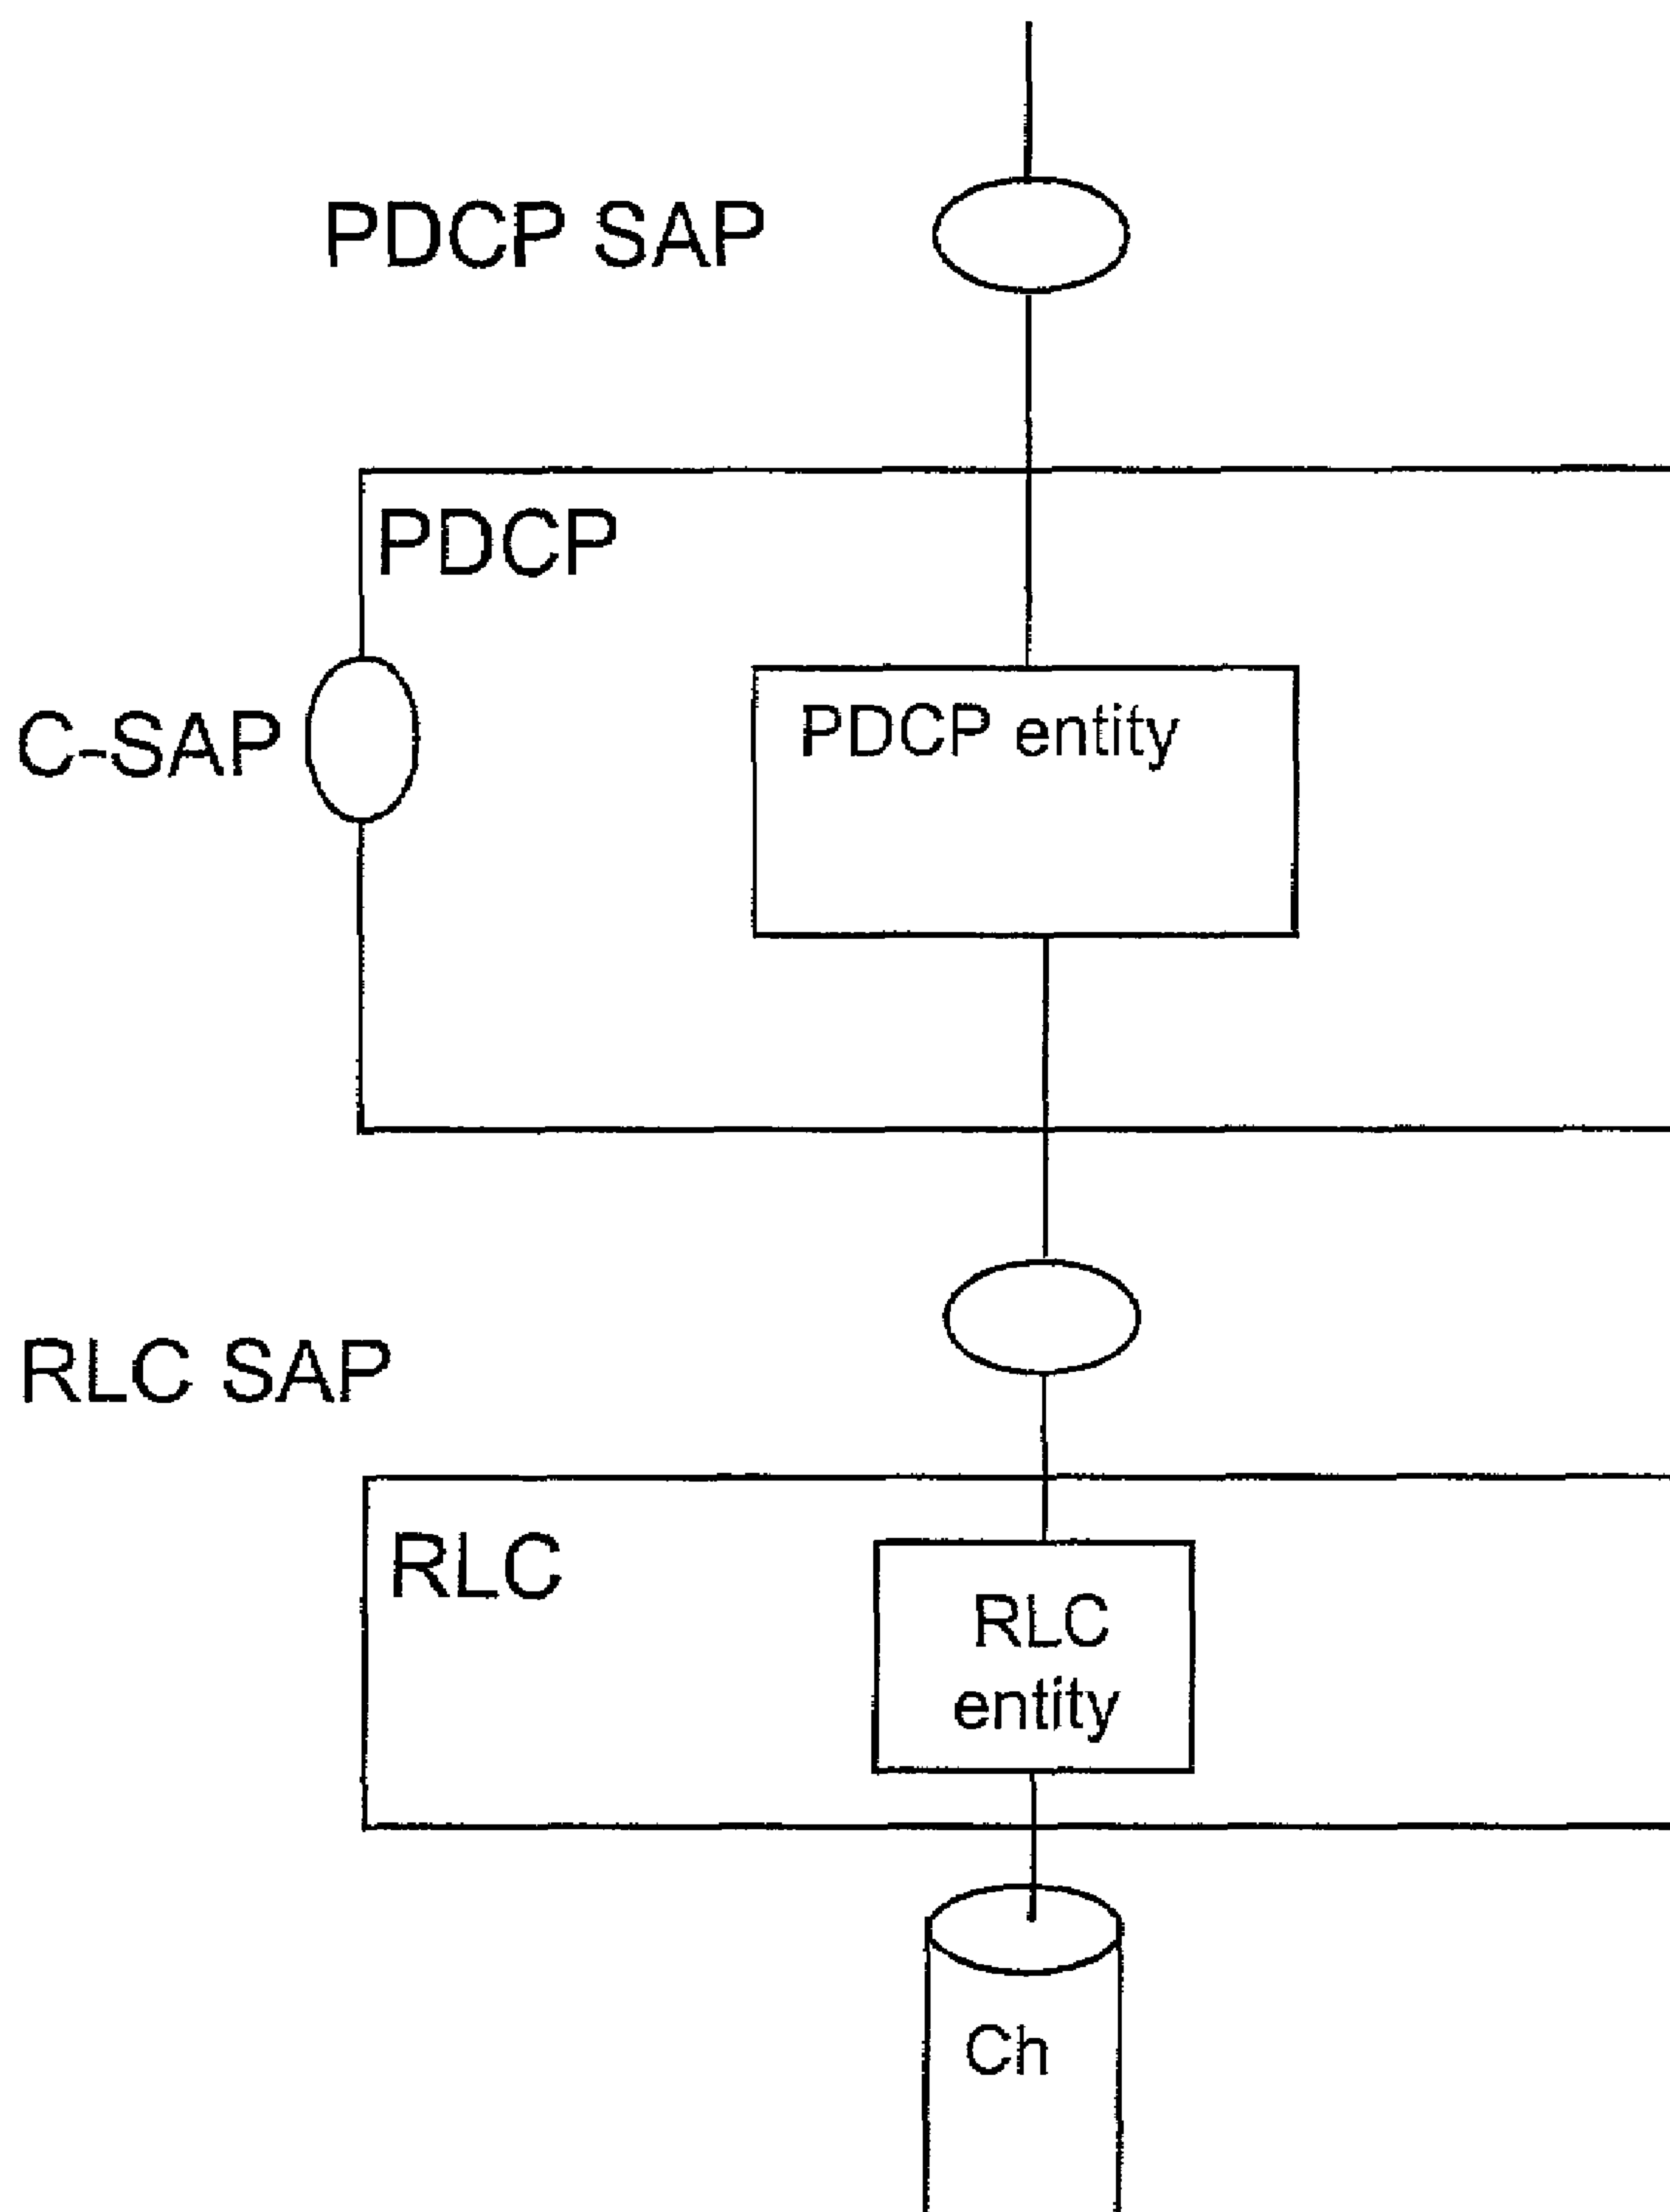 PDCP SAP
PDCP
C-SAP
PDCP entity
RLC SAP
RLC
RLC
entity
Ch